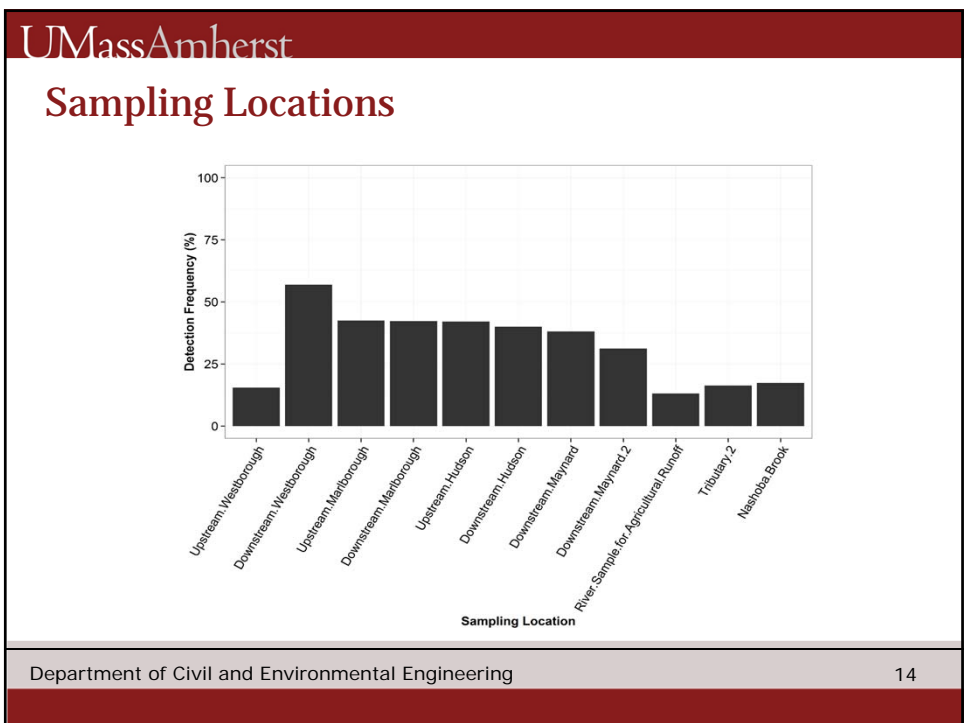 UMassAmherst
Sampling Locations
100
75
50
25
0
Detection Frequency (%)
Upstream.Westborough
Downstream.Westborough
Upstream.Marlborough
Downstream.Marlborough
Upstream.Hudson
Downstream.Hudson
Downstream.Maynard
Downstream.Maynard.2
River.Sample.for.Agricultural.Runoff
Tributary.2
Nashoba.Brook
Sampling Location
Department of Civil and Environmental Engineering
14